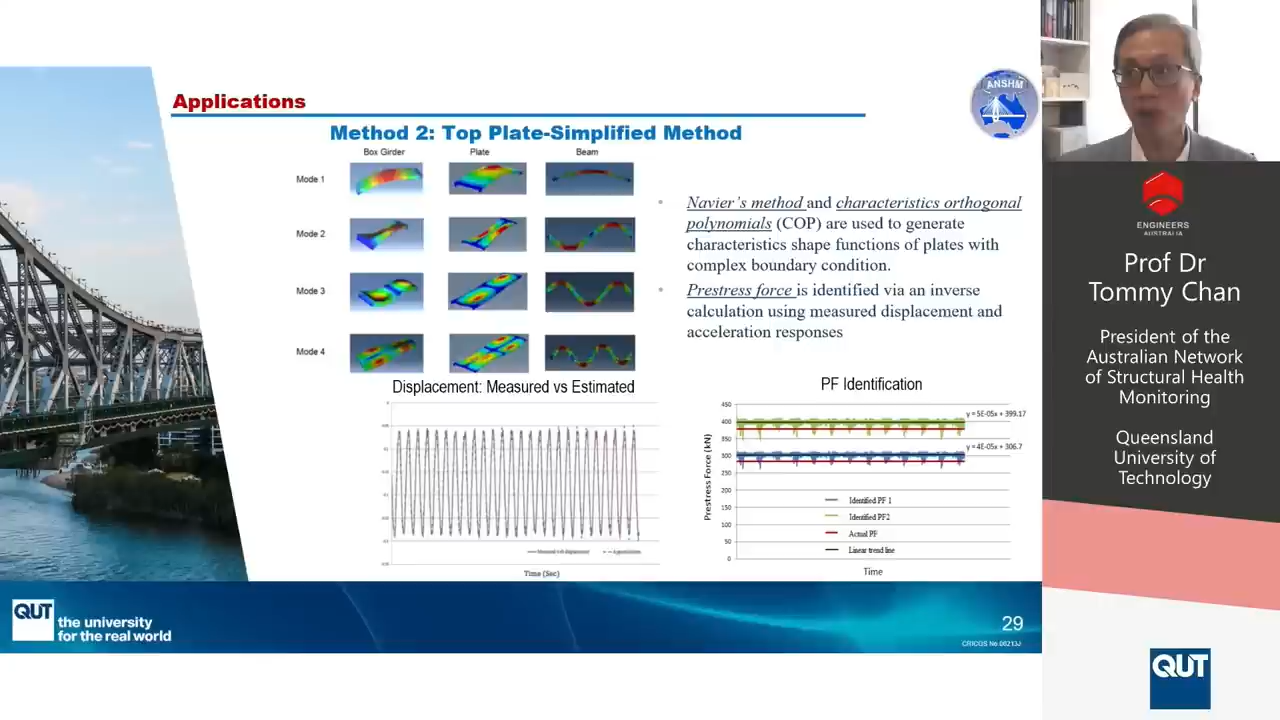 Applications
ANSHM
Method 2: Top Plate-Simplified Method
Box Girder
Plate
Beam
Mode 1
Mode 2
Mode 3
Mode 4
• Navier's method and characteristics orthogonal
polynomials (COP) are used to generate
characteristics shape functions of plates with
complex boundary condition.
• Prestress force is identified via an inverse
calculation using measured displacement and
acceleration responses
Displacement: Measured vs Estimated
Time (Sec)
PF Identification
Prestress Force (kN)
450
400
350
300
250
200
150
100
50
0
y = 5E-05x + 399.17
y = 4E-05x + 306.7
Identified PF 1
Identified PF2
Actual PF
Linear trend line
Time
QUT
the university
for the real world
29
CRICOS No.00213J
ENGINEERS
AUSTRALIA
Prof Dr
Tommy Chan
President of the
Australian Network
of Structural Health
Monitoring
Queensland
University of
Technology
QUT